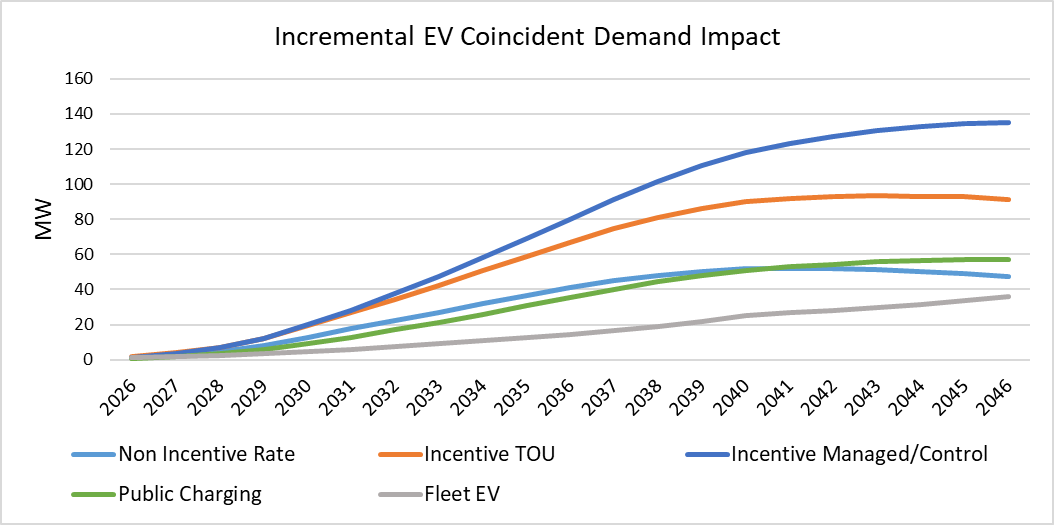 Incremental EV Coincident Demand Impact
160
140
120
100
80
60
40
20
0
MW
2026 2027 2028 2029 2030 2031 2032 2033 2034 2035 2036 2037 2038 2039 2040 2041 2042 2043 2044 2045 2046
Non Incentive Rate Incentive TOU Incentive Managed/Control
Public Charging Fleet EV